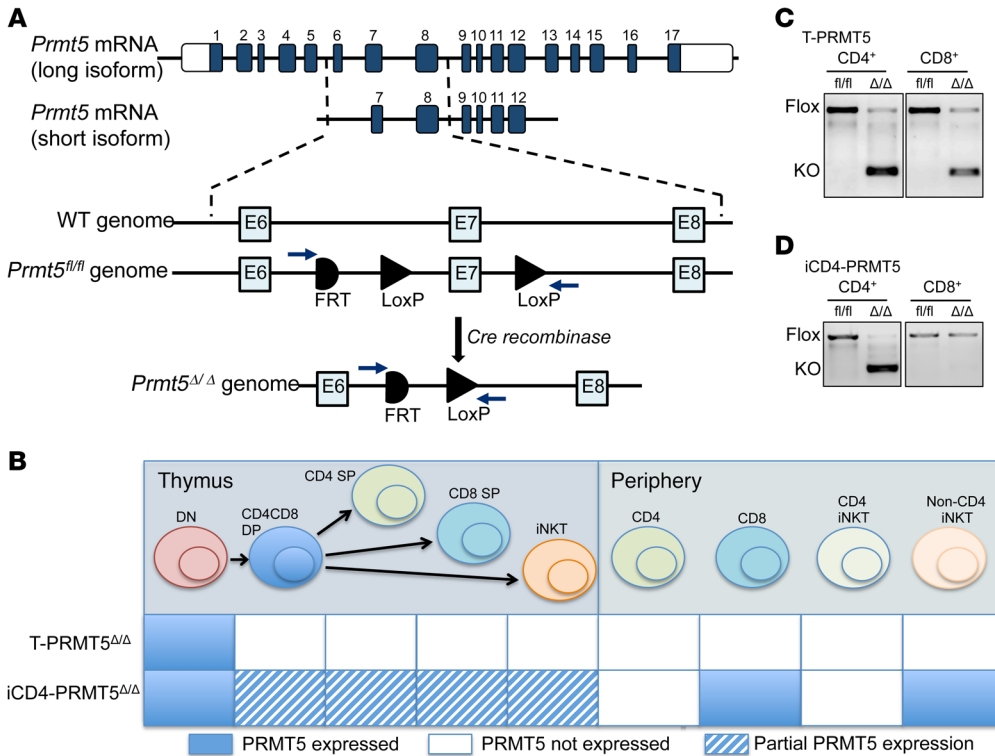 A
Prmt5 mRNA
(long isoform)
1 2 3 4 5 6 7 8 9 10 11 12 13 14 15 16 17
Prmt5 mRNA
(short isoform)
7 8 9 10 11 12
WT genome
E6 E7 E8
Prmt5fl/fl genome
E6 E7 E8
FRT LoxP LoxP
Cre recombinase
Prmt5Δ/Δ genome
E6 E8
FRT LoxP
B
Thymus
DN
CD4CD8
DP
CD4 SP
CD8 SP
iNKT
Periphery
CD4
CD8
CD4
iNKT
Non-CD4
iNKT
T-PRMT5Δ/Δ
iCD4-PRMT5Δ/Δ
PRMT5 expressed
PRMT5 not expressed
Partial PRMT5 expression
C
T-PRMT5
CD4+ CD8+
fl/fl Δ/Δ fl/fl Δ/Δ
Flox
KO
D
iCD4-PRMT5
CD4+ CD8+
fl/fl Δ/Δ fl/fl Δ/Δ
Flox
KO